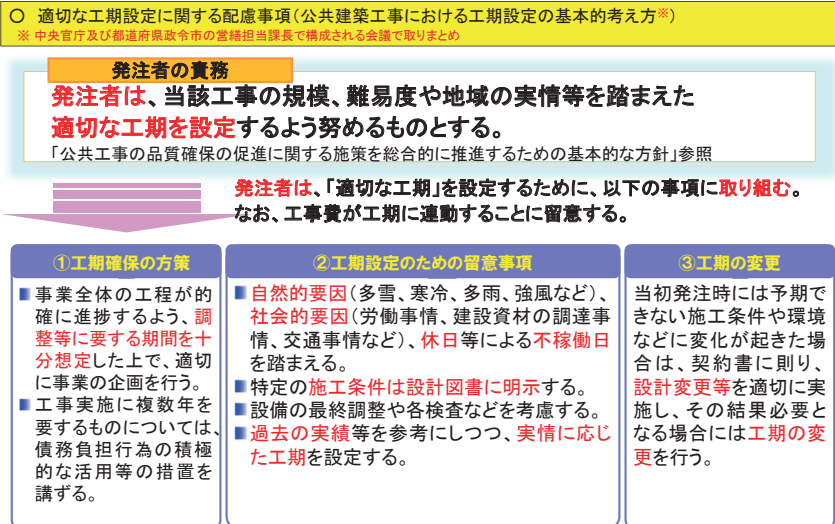 ○ 適切な工期設定に関する配慮事項(公共建築工事における工期設定の基本的考え方※)
※ 中央官庁及び都道府県政令市の営繕担当課長で構成される会議で取りまとめ
発注者の責務
発注者は、当該工事の規模、難易度や地域の実情等を踏まえた
適切な工期を設定するよう努めるものとする。
「公共工事の品質確保の促進に関する施策を総合的に推進するための基本的な方針」参照
発注者は、「適切な工期」を設定するために、以下の事項に取り組む。
なお、工事費が工期に連動することに留意する。
①工期確保の方策
■事業全体の工程が的
確に進捗するよう、調
整等に要する期間を十
分想定した上で、適切
に事業の企画を行う。
■工事実施に複数年を
要するものについては、
債務負担行為の積極
的な活用等の措置を
講ずる。
②工期設定のための留意事項
■自然的要因(多雪、寒冷、多雨、強風など)、
社会的要因(労働事情、建設資材の調達事
情、交通事情など)、休日等による不稼働日
を踏まえる。
■特定の施工条件は設計図書に明示する。
■設備の最終調整や各検査などを考慮する。
■過去の実績等を参考にしつつ、実情に応じ
た工期を設定する。
③工期の変更
当初発注時には予期で
きない施工条件や環境
などに変化が起きた場
合は、契約書に則り、
設計変更等を適切に実
施し、その結果必要と
なる場合には工期の変
更を行う。